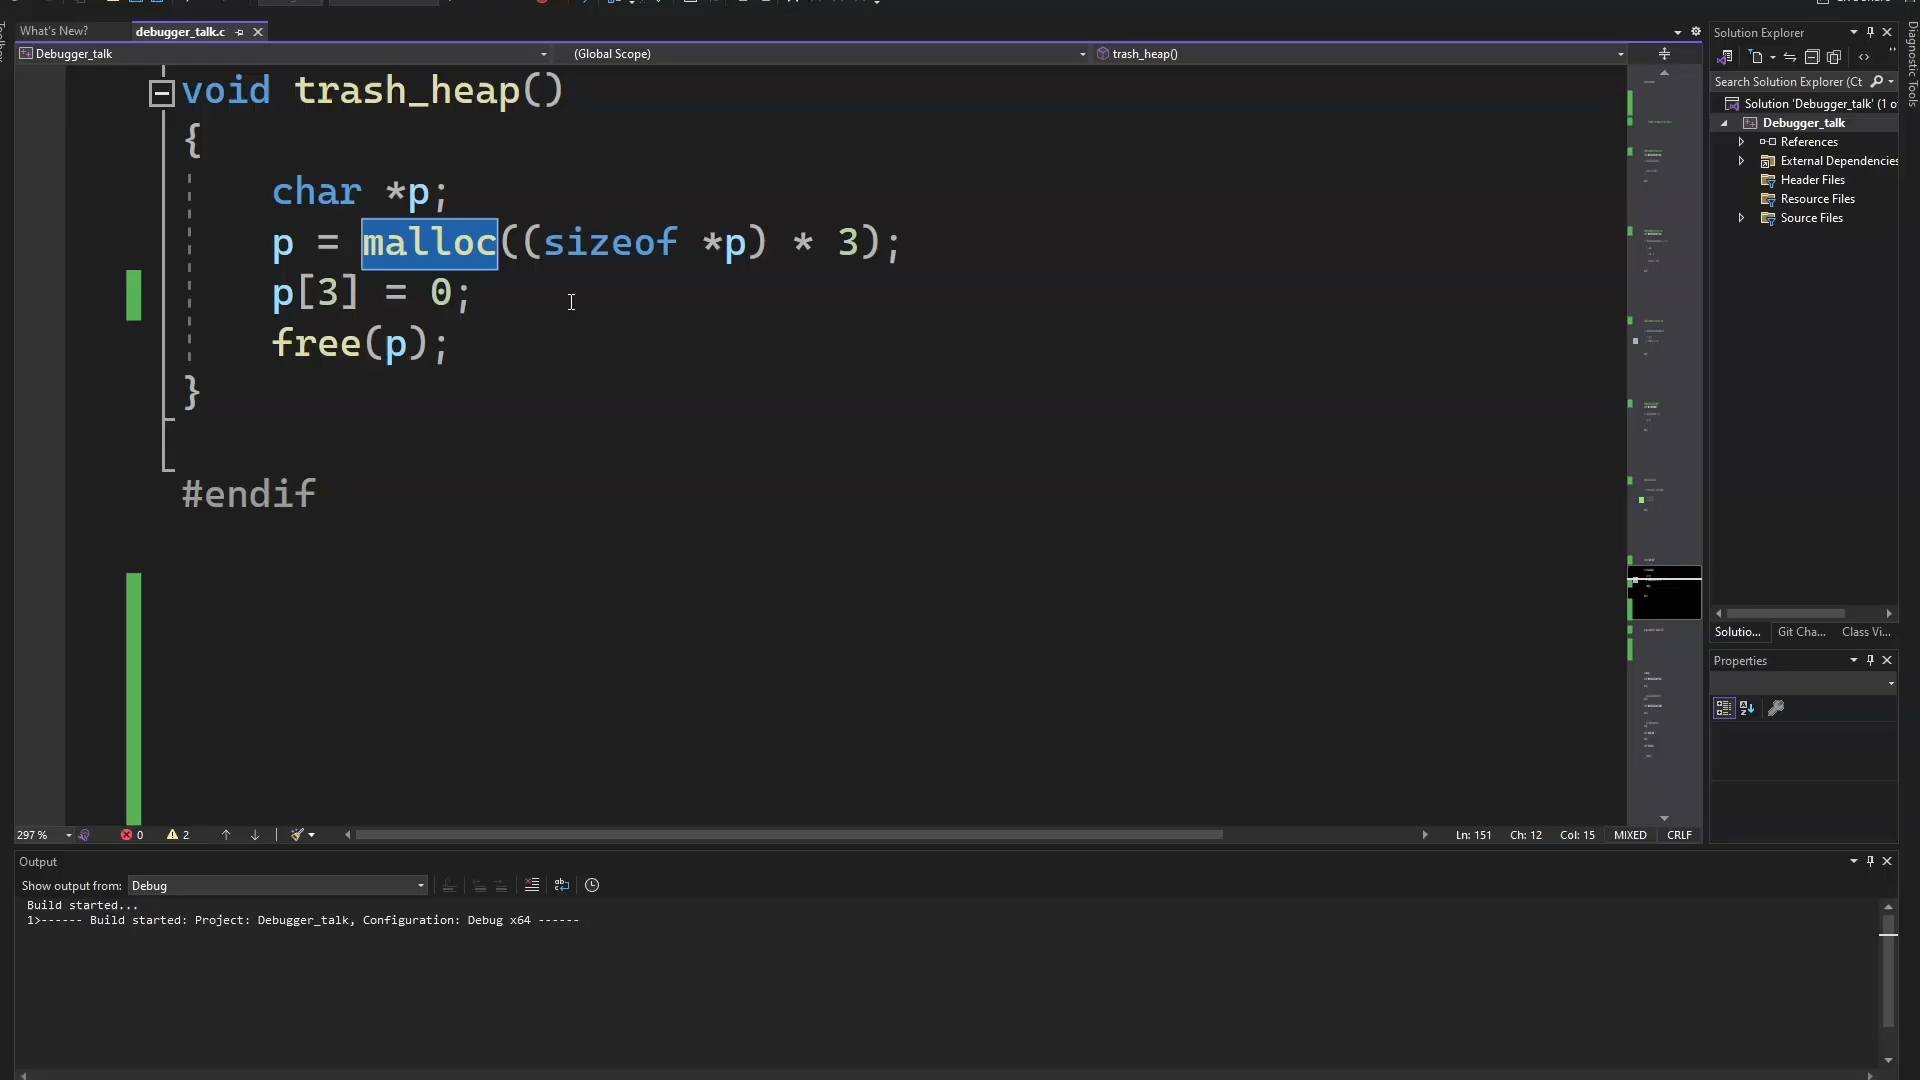 What's New?
debugger_talk.c
Solution Explorer
Debugger_talk
(Global Scope)
trash_heap()
void trash_heap()
{
char *p;
p = malloc((sizeof *p) * 3);
p[3] = 0;
free(p);
}
#endif
Search Solution Explorer (Ct
Solution 'Debugger_talk' (1 o
Debugger_talk
References
External Dependencies
Header Files
Resource Files
Source Files
Diagnostic Tools
Solutio...
Git Cha...
Class Vi...
Properties
297 %
0
2
Ln: 151
Ch: 12
Col: 15
MIXED
CRLF
Output
Show output from:
Debug
Build started...
1>------ Build started: Project: Debugger_talk, Configuration: Debug x64 ------